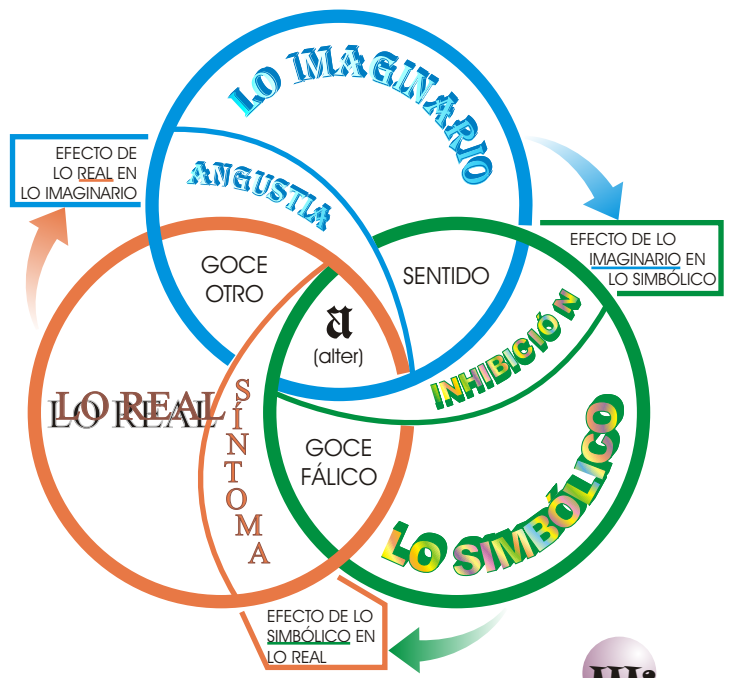 LO IMAGINARIO
EFECTO DE
LO REAL EN
LO IMAGINARIO
ANGUSTIA
EFECTO DE LO
IMAGINARIO EN
LO SIMBÓLICO
GOCE
OTRO
SENTIDO
a
(alter)
INHIBICIÓN
LO REAL
SÍNTOMA
GOCE
FÁLICO
LO SIMBÓLICO
EFECTO DE LO
SIMBÓLICO EN
LO REAL